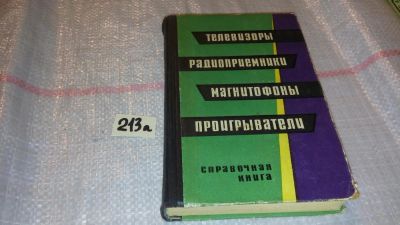 213а
ТЕЛЕВИЗОРЫ
РАДИОПРИЕМНИКИ
МАГНИТОФОНЫ
ПРОИГРЫВАТЕЛИ
СПРАВОЧНАЯ
КНИГА